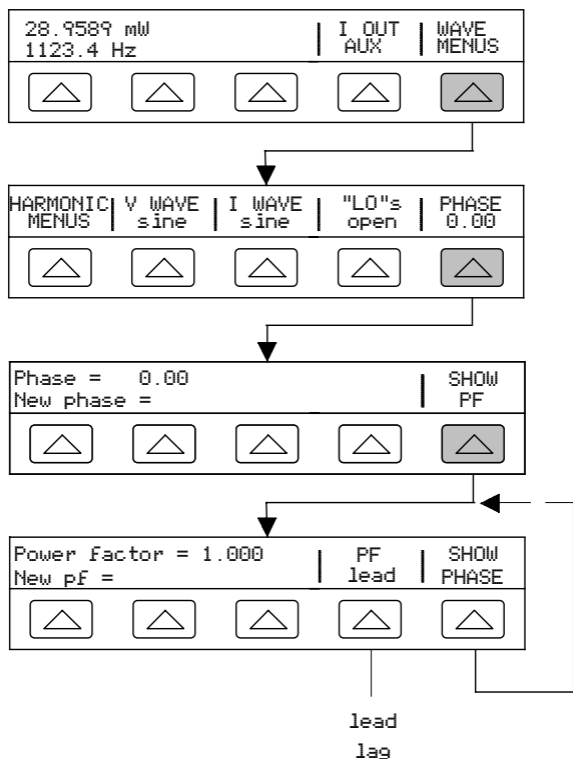 28.9589 mW | I OUT | WAVE
1123.4 Hz AUX MENUS
HARMONIC| V WAVE | I WAVE | "LO"s | PHASE
MENUS sine sine open 0.00
Phase = 0.00 | SHOW
New phase = PF
Power factor = 1.000 | PF | SHOW
New pf = lead PHASE
lead
lag